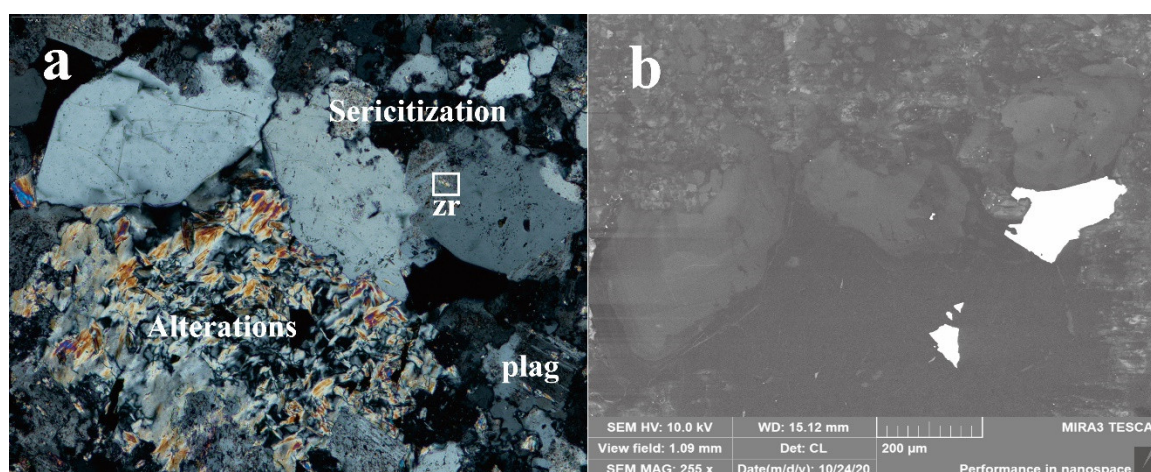 a
Sericitization
zr
Alterations
plag
b
SEM HV: 10.0 kV WD: 15.12 mm MIRA3 TESCA
View field: 1.09 mm Det: CL 200 µm
SEM MAG: 255 x Date(m/d/y): 10/24/20 Performance in nanospace